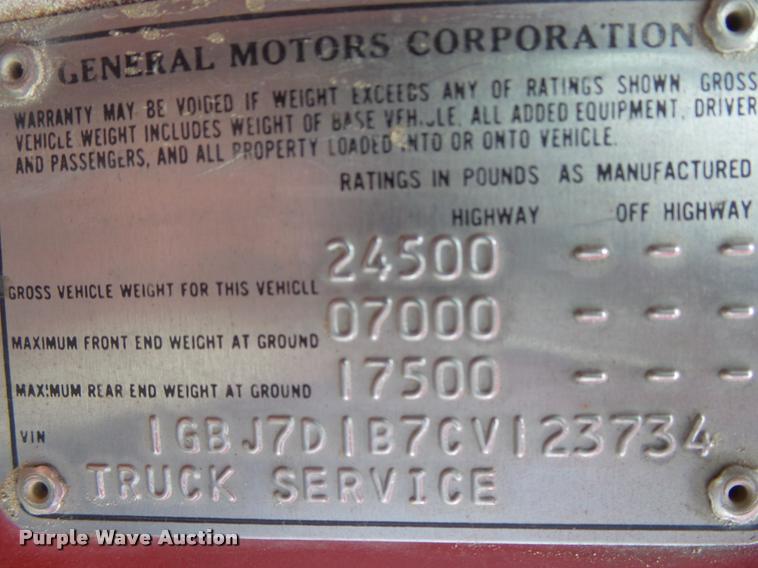 GENERAL MOTORS CORPORATION
WARRANTY MAY BE VOIDED IF WEIGHT EXCEEDS ANY OF RATINGS SHOWN. GROSS
VEHICLE WEIGHT INCLUDES WEIGHT OF BASE VEHICLE, ALL ADDED EQUIPMENT, DRIVER
AND PASSENGERS, AND ALL PROPERTY LOADED INTO OR ONTO VEHICLE.
RATINGS IN POUNDS AS MANUFACTURED
HIGHWAY OFF HIGHWAY
GROSS VEHICLE WEIGHT FOR THIS VEHICLE 24500 - - -
MAXIMUM FRONT END WEIGHT AT GROUND 07000 - - -
MAXIMUM REAR END WEIGHT AT GROUND 17500 - - -
VIN 1GBJ7D1B7CV123734
TRUCK SERVICE
Purple Wave Auction